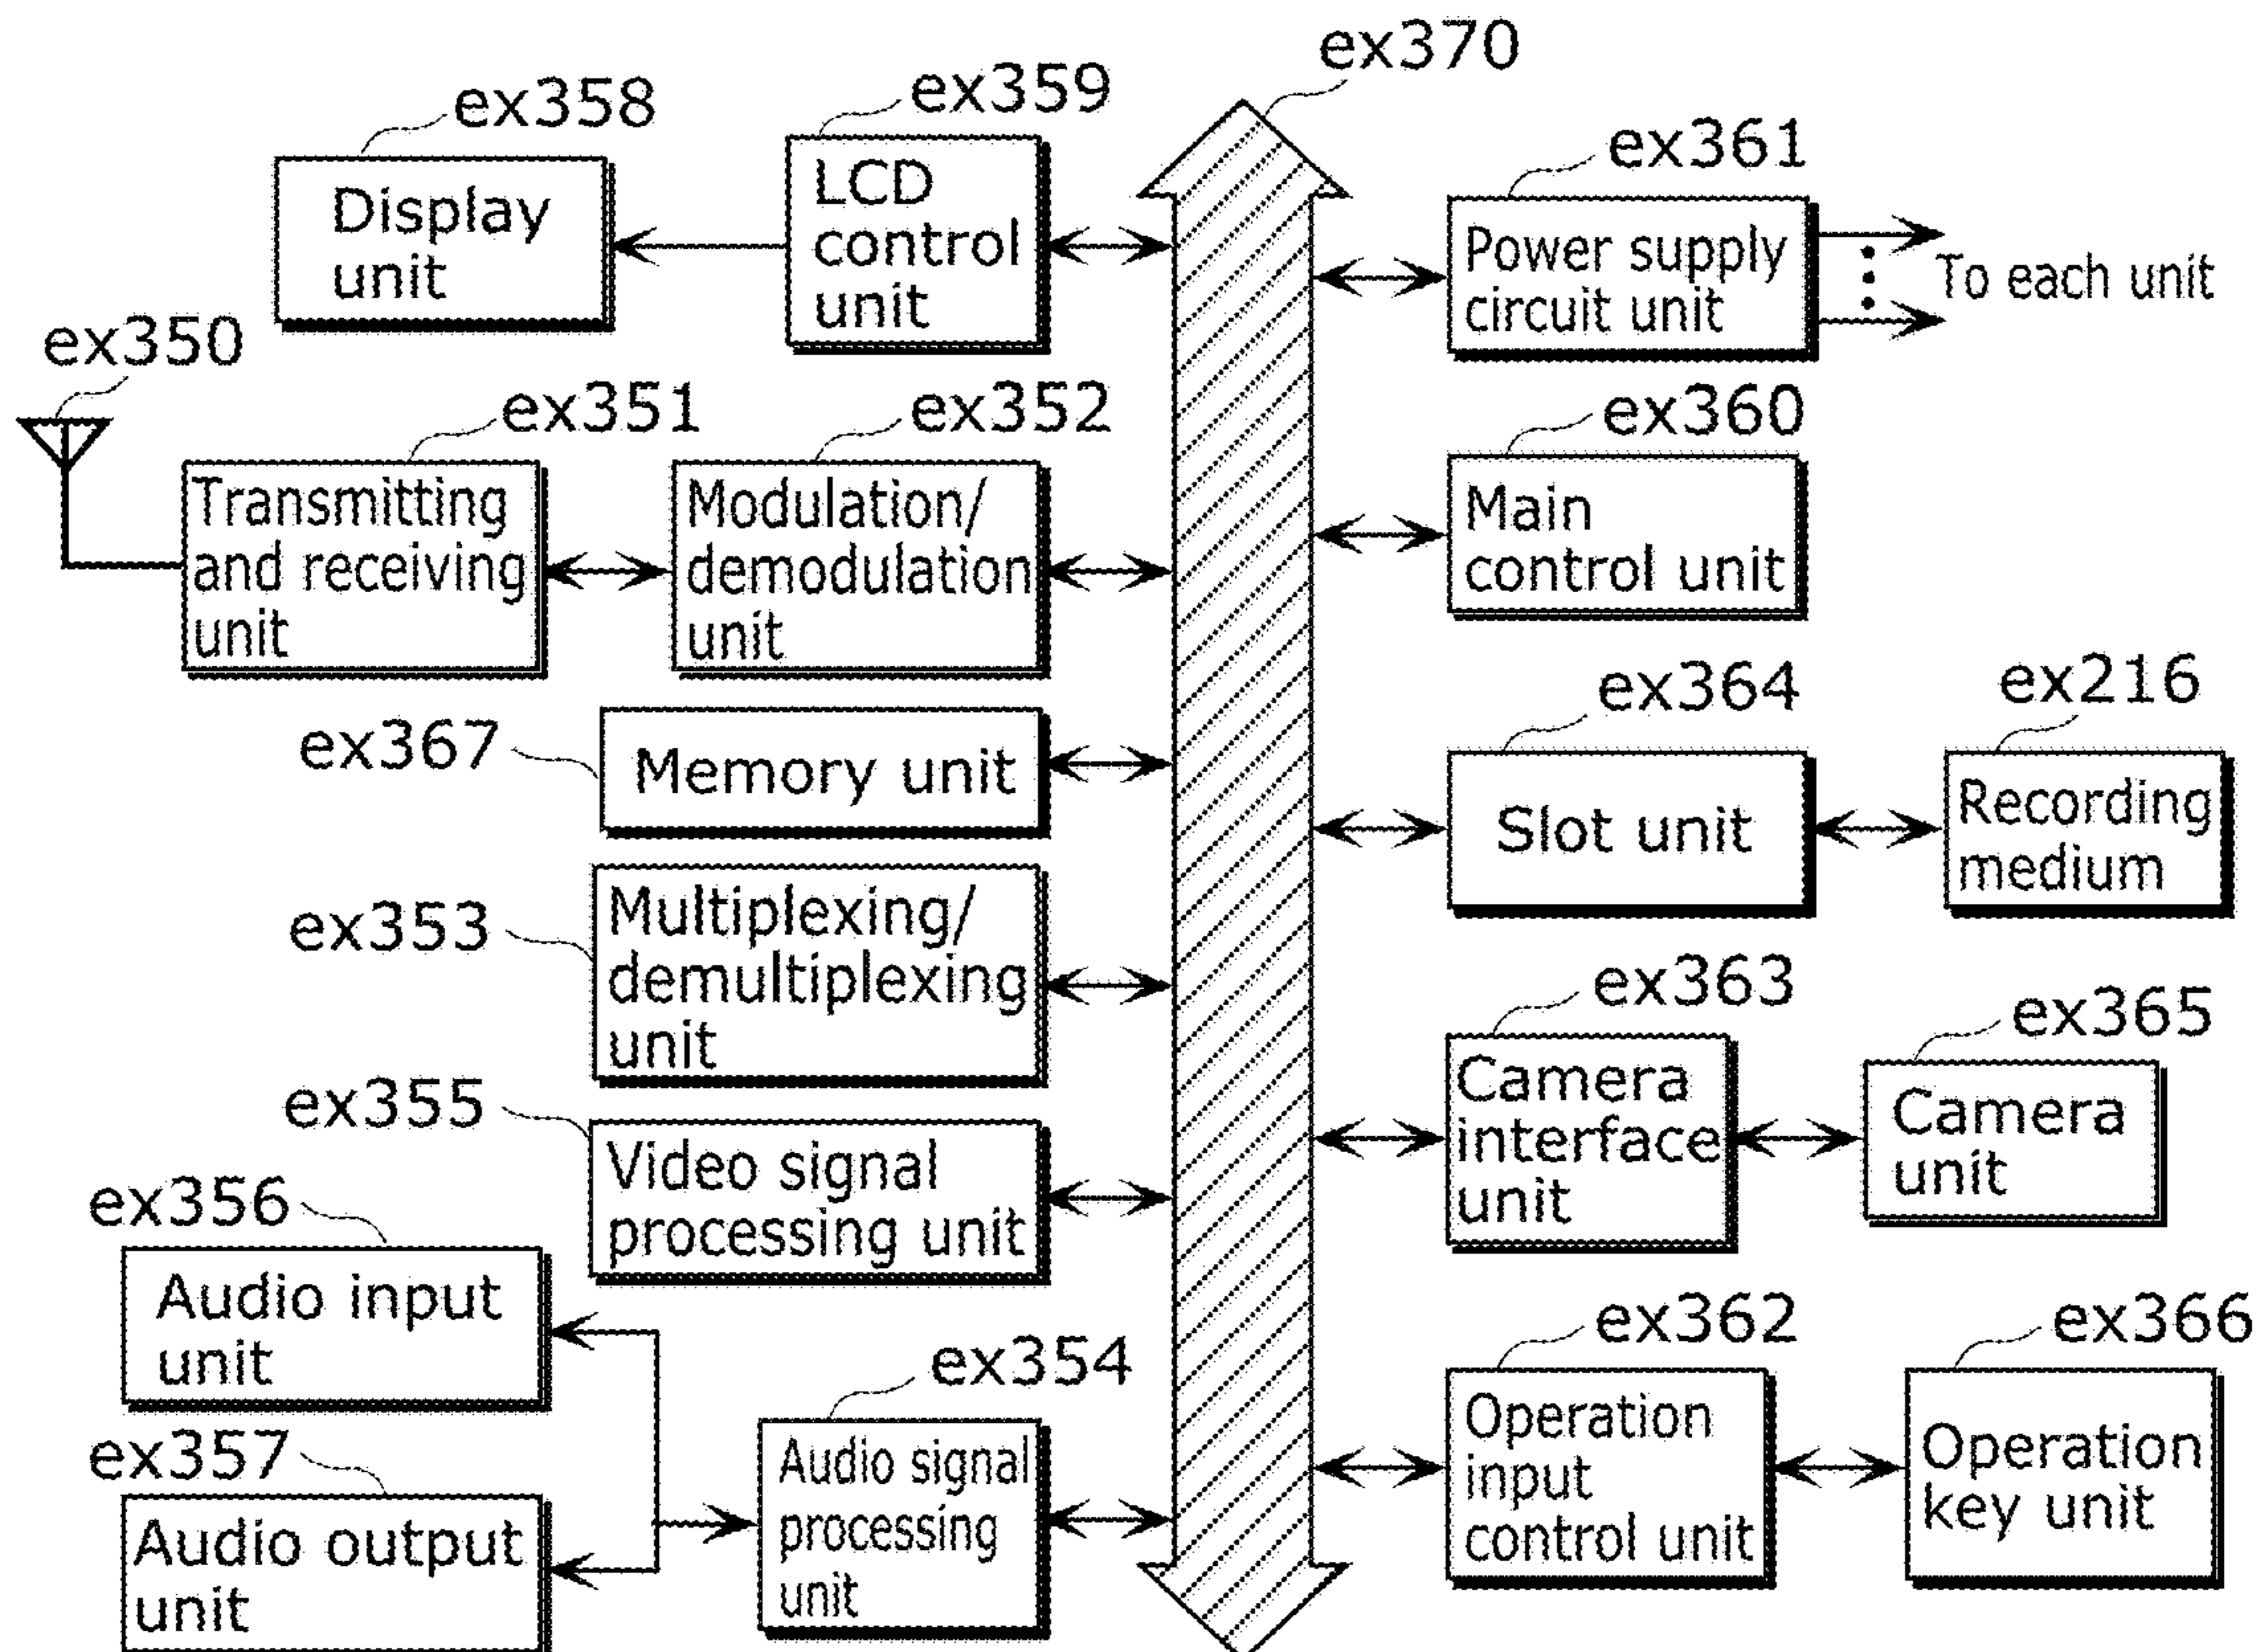 ex370
ex358
ex359
ex361
Display
unit
LCD
control
unit
Power supply
circuit unit
To each unit
ex350
ex351
ex352
ex360
Transmitting
and receiving
unit
Modulation/
demodulation
unit
Main
control unit
ex367
Memory unit
ex364
ex216
Slot unit
Recording
medium
ex353
Multiplexing/
demultiplexing
unit
ex363
ex365
Camera
interface
unit
Camera
unit
ex355
Video signal
processing unit
ex356
Audio input
unit
ex354
ex362
ex366
ex357
Audio output
unit
Audio signal
processing
unit
Operation
input
control unit
Operation
key unit